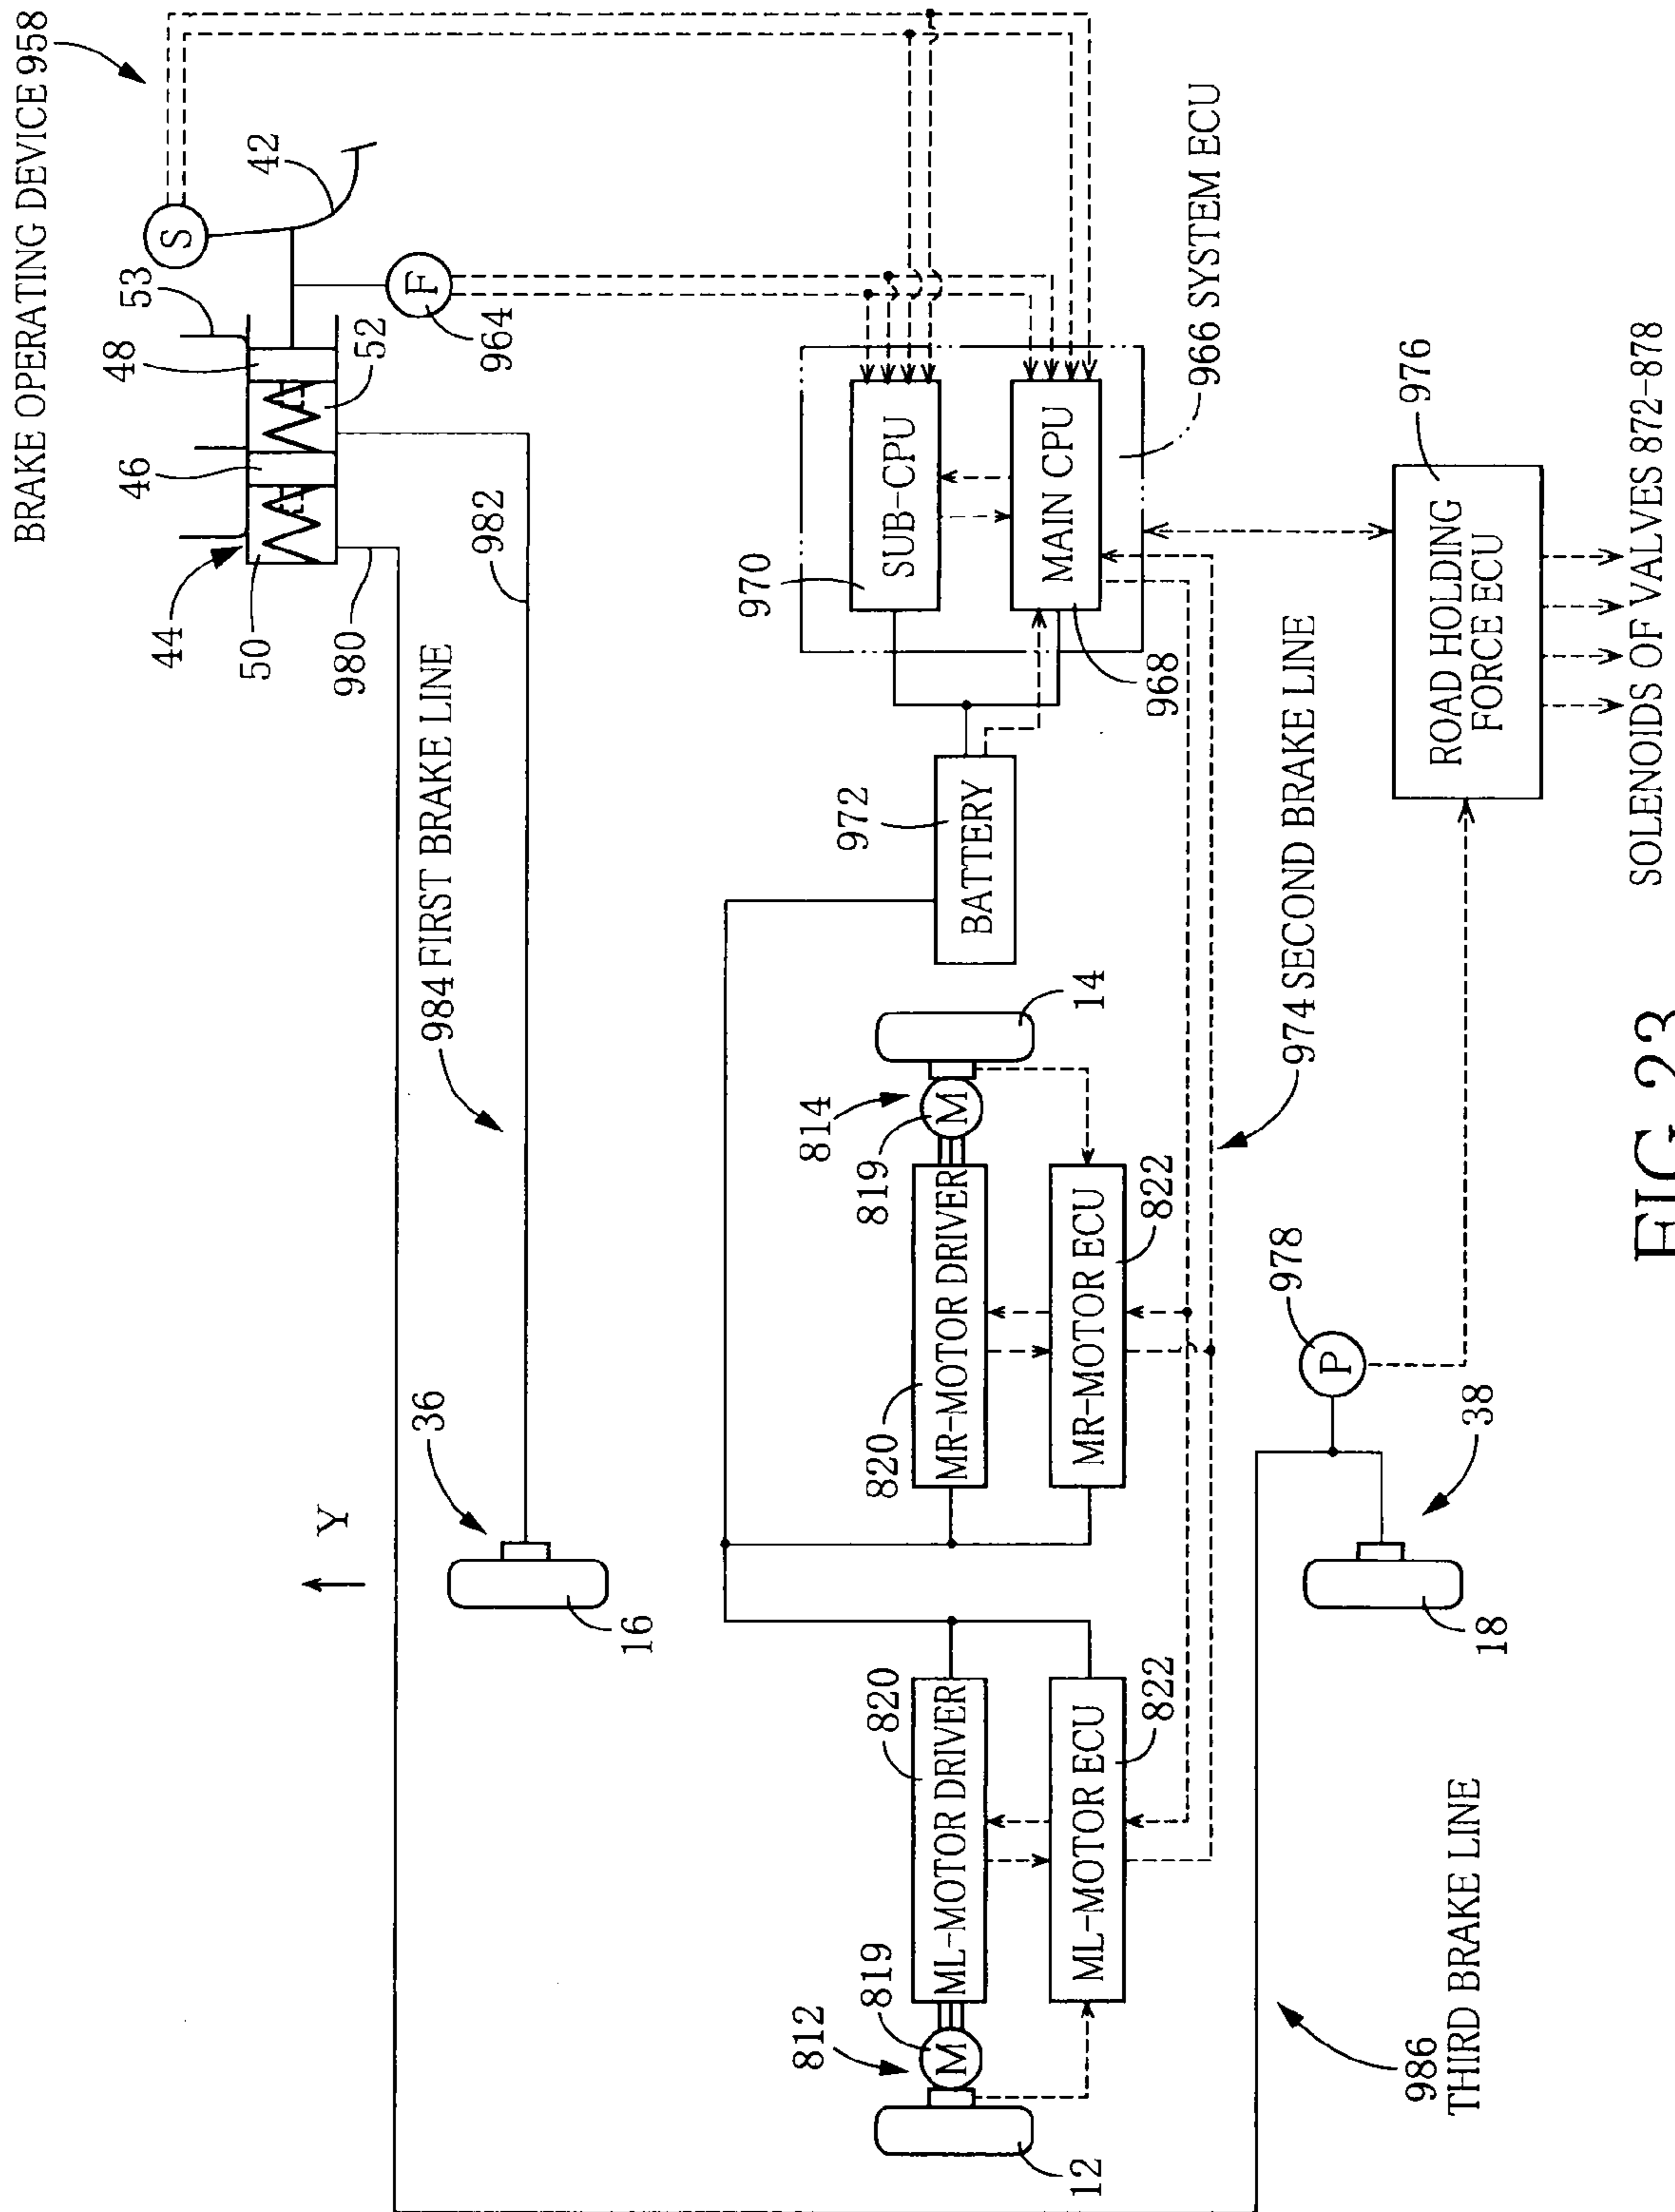 BRAKE OPERATING DEVICE 958
S
42
53
48
46
52
44
50
F
964
980
982
984 FIRST BRAKE LINE
36
Y
16
966 SYSTEM ECU
SUB-CPU
970
MAIN CPU
968
BATTERY
972
14
814
M
819
MR-MOTOR DRIVER
820
MR-MOTOR ECU
822
974 SECOND BRAKE LINE
812
M
819
ML-MOTOR DRIVER
820
ML-MOTOR ECU
822
12
976
ROAD HOLDING
FORCE ECU
SOLENOIDS OF VALVES 872-878
978
P
38
18
986
THIRD BRAKE LINE
FIG. 23